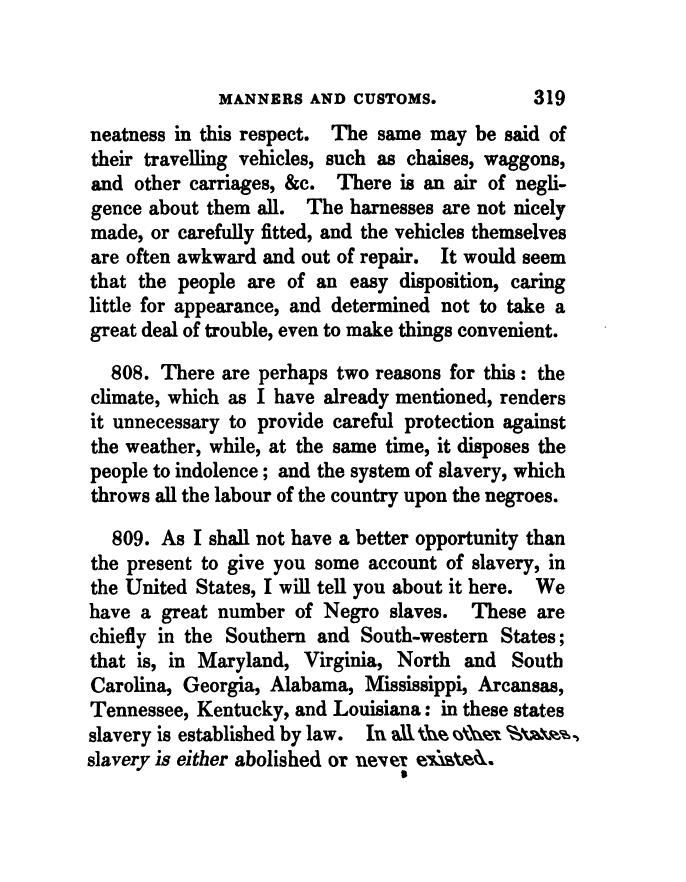 MANNERS AND CUSTOMS. 319
neatness in this respect. The same may be said of
their travelling vehicles, such as chaises, waggons,
and other carriages, &c. There is an air of negli-
gence about them all. The harnesses are not nicely
made, or carefully fitted, and the vehicles themselves
are often awkward and out of repair. It would seem
that the people are of an easy disposition, caring
little for appearance, and determined not to take a
great deal of trouble, even to make things convenient.
808. There are perhaps two reasons for this : the
climate, which as I have already mentioned, renders
it unnecessary to provide careful protection against
the weather, while, at the same time, it disposes the
people to indolence ; and the system of slavery, which
throws all the labour of the country upon the negroes.
809. As I shall not have a better opportunity than
the present to give you some account of slavery, in
the United States, I will tell you about it here. We
have a great number of Negro slaves. These are
chiefly in the Southern and South-western States;
that is, in Maryland, Virginia, North and South
Carolina, Georgia, Alabama, Mississippi, Arcansas,
Tennessee, Kentucky, and Louisiana : in these states
slavery is established by law. In all the other States,
slavery is either abolished or never existed.